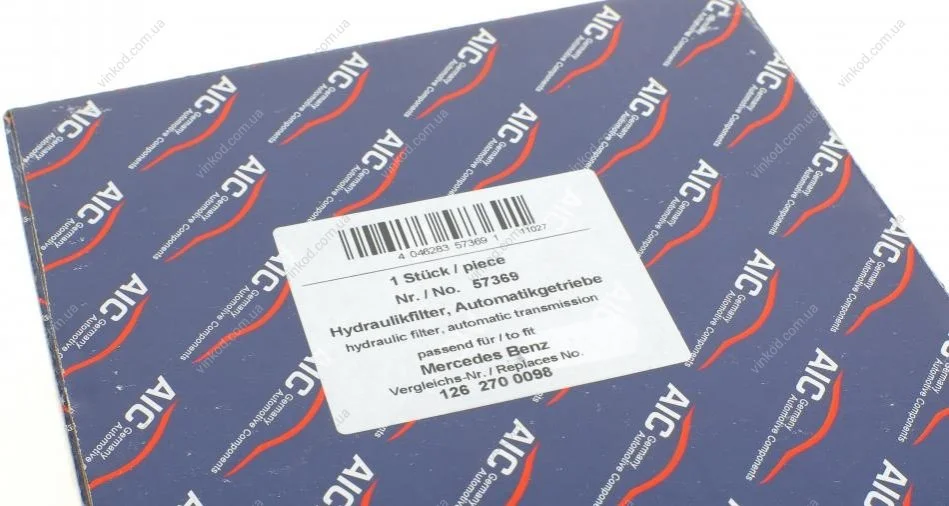 4 046283 57369 1 11027
1 Stück / piece
Nr. / No. 57369
Hydraulikfilter, Automatikgetriebe
hydraulic filter, automatic transmission
passend für / to fit
Mercedes Benz
Vergleichs-Nr. / Replaces No.
126 270 0098
AIC
Germany
Automotive Components
vinkod.com.ua